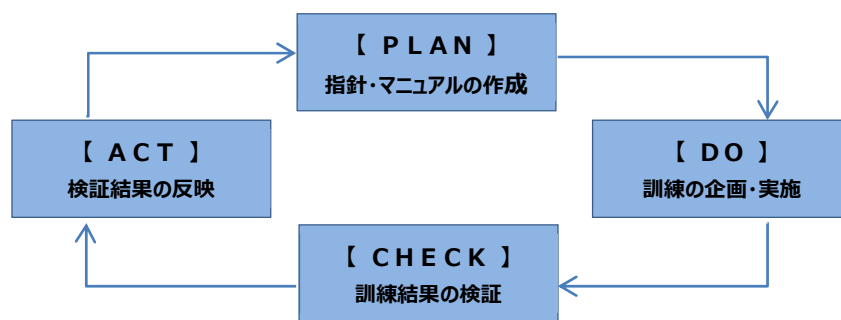 【 PLAN 】
指針・マニュアルの作成
【 DO 】
訓練の企画・実施
【 CHECK 】
訓練結果の検証
【 ACT 】
検証結果の反映